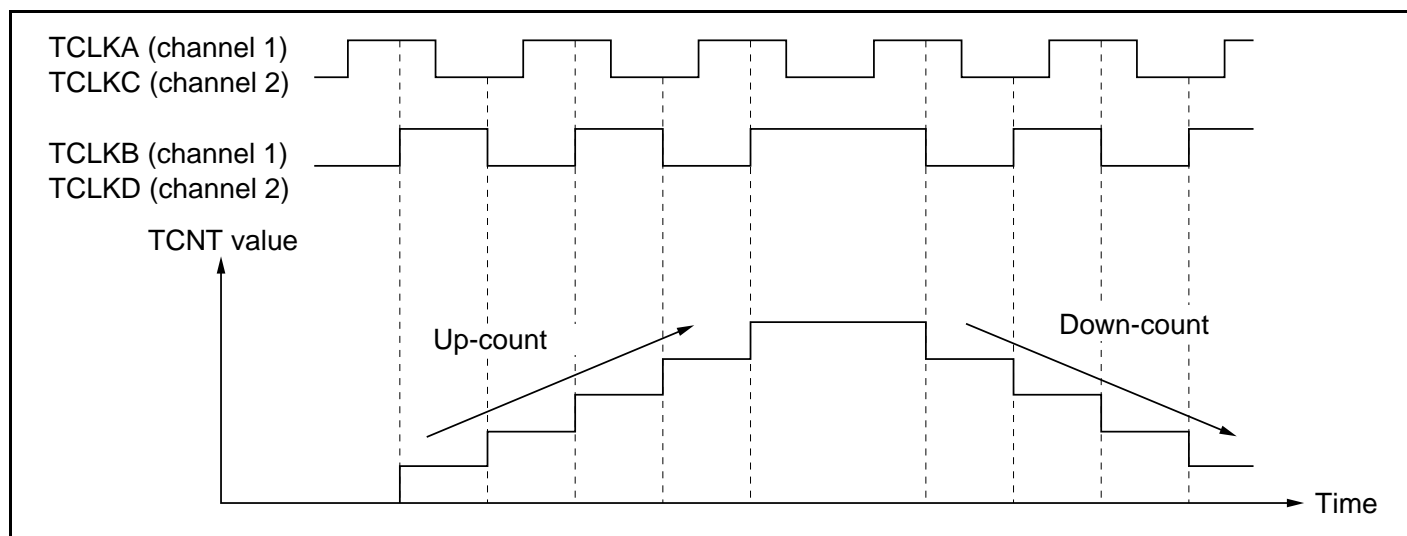 TCLKA (channel 1)
TCLKC (channel 2)
TCLKB (channel 1)
TCLKD (channel 2)
TCNT value
Up-count
Down-count
Time